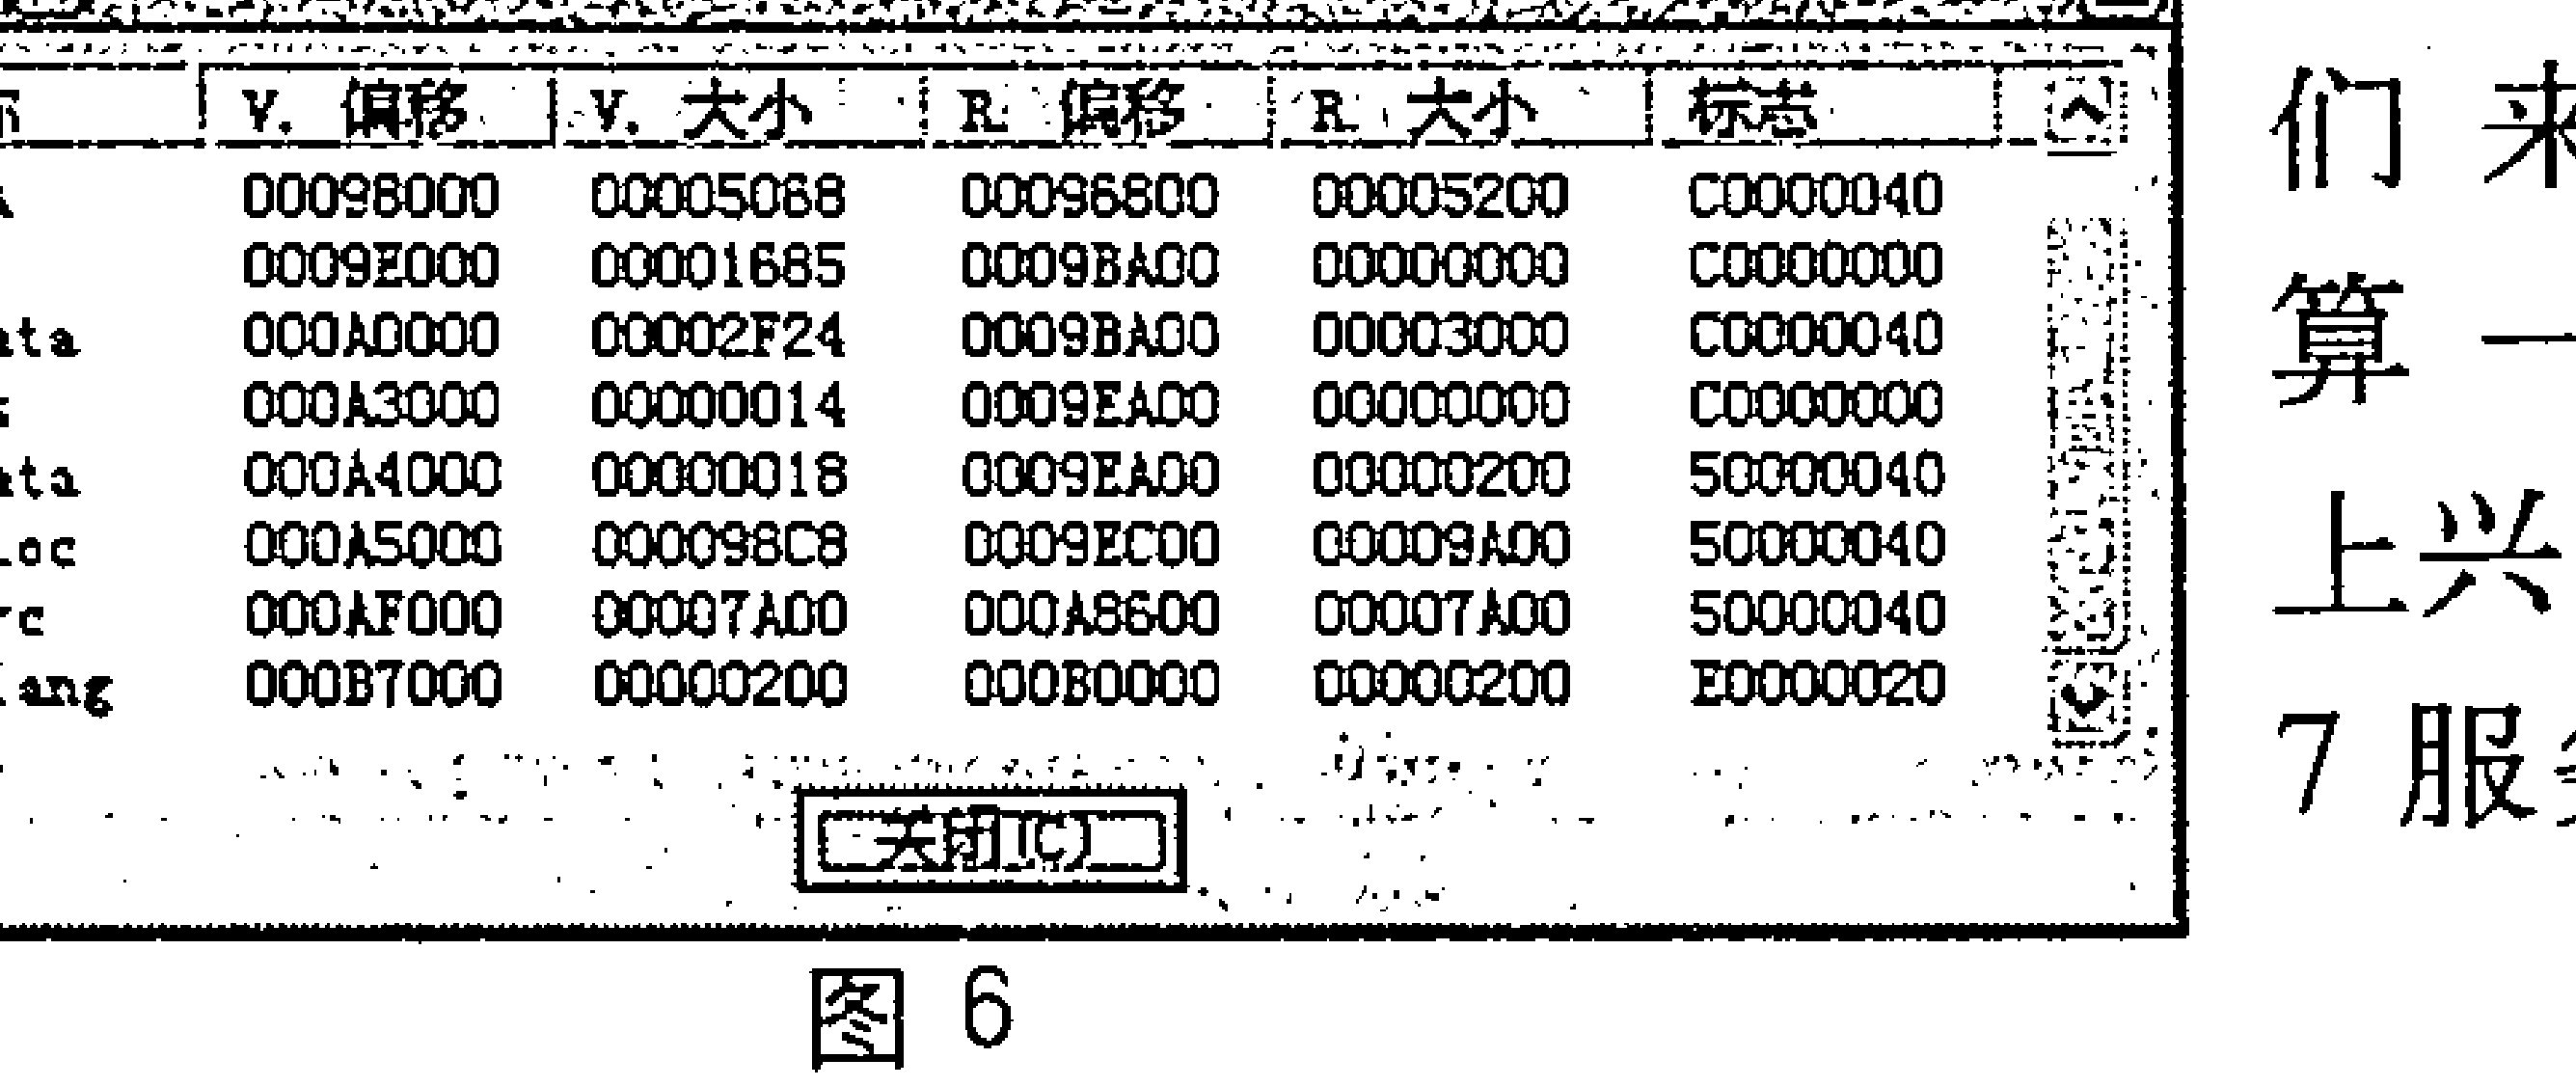 V. 偏移 V. 大小 R. 偏移 R. 大小 标志
00098000 00005068 00096800 00005200 C0000040
0009E000 00001685 0009BA00 00000000 C0000000
ata 000A0000 00002F24 0009BA00 00003000 C0000040
000A3000 00000014 0009EA00 00000000 C0000000
ata 000A4000 00000018 0009EA00 00000200 50000040
loc 000A5000 000098C8 0009EC00 00009A00 50000040
rc 000AF000 00007A00 000A8600 00007A00 50000040
ang 000B7000 00000200 000B0000 00000200 E0000020
关闭(C)
图 6
们 来
算 一
上兴
7 服务